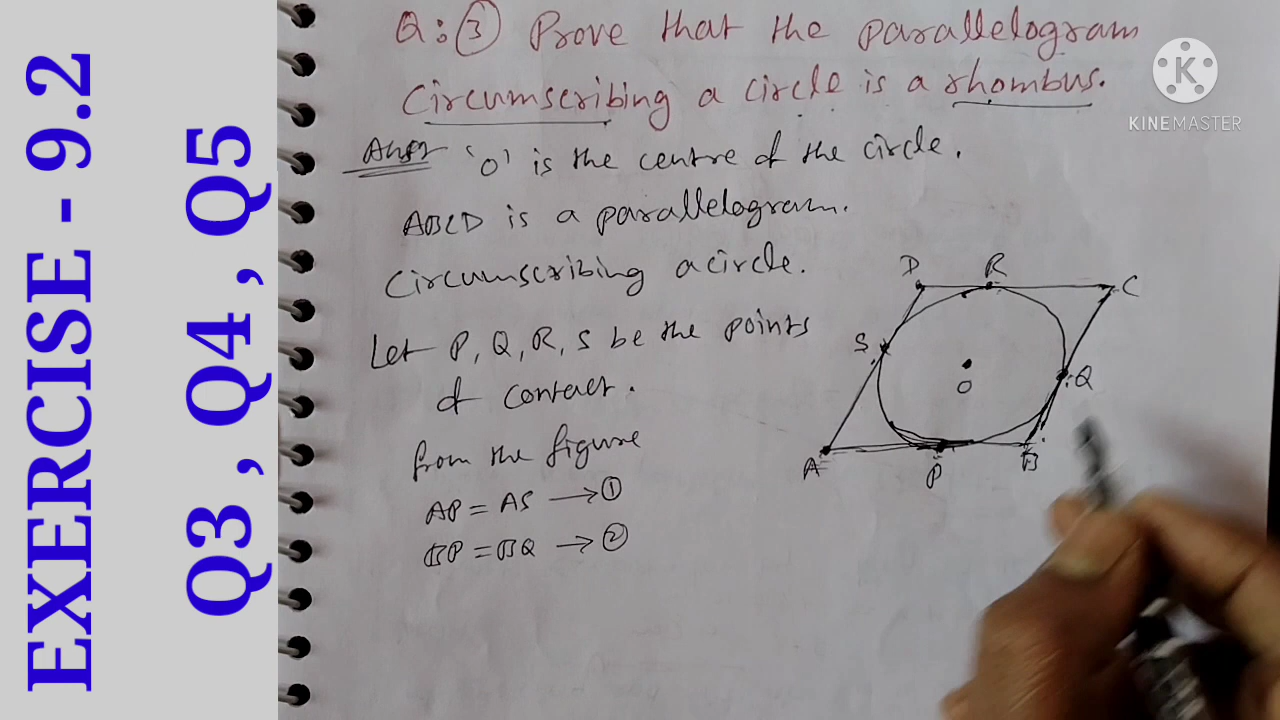 EXERCISE - 9.2
Q3 , Q4 , Q5
Q : ③ Prove that the parallelogram
Circumscribing a circle is a rhombus.
KINEMASTER
'O' is the centre of the circle.
ABCD is a parallelogram.
Circumscribing a circle.
Let P, Q, R, S be the points
of contact.
from the figure
AP = AS → ①
BP = BQ → ②
D R C
S
O
Q
A P B